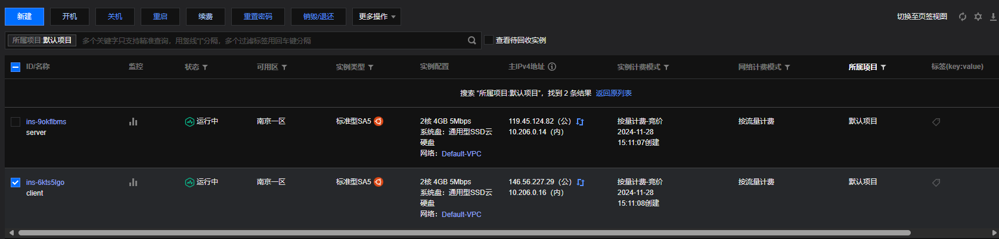 新建 开机 关机 重启 续费 重置密码 销毁/退还 更多操作 切换至页签视图
所属项目:默认项目 多个关键字只支持精准查询，用竖线“|”分隔，多个过滤标签用回车键分隔 查看待回收实例
ID/名称 监控 状态 可用区 实例类型 实例配置 主IPv4地址 实例计费模式 网络计费模式 所属项目 标签(key:value)
搜索 “所属项目:默认项目”，找到 2 条结果 返回原列表
ins-9okflbms 运行中 南京一区 标准型SA5 2核 4GB 5Mbps 119.45.124.82（公） 按量计费-竞价 按流量计费 默认项目
server 系统盘：通用型SSD云 10.206.0.14（内） 2024-11-28
硬盘 15:11:07创建
网络：Default-VPC
ins-6kts5lgo 运行中 南京一区 标准型SA5 2核 4GB 5Mbps 146.56.227.29（公） 按量计费-竞价 按流量计费 默认项目
client 系统盘：通用型SSD云 10.206.0.16（内） 2024-11-28
硬盘 15:11:08创建
网络：Default-VPC